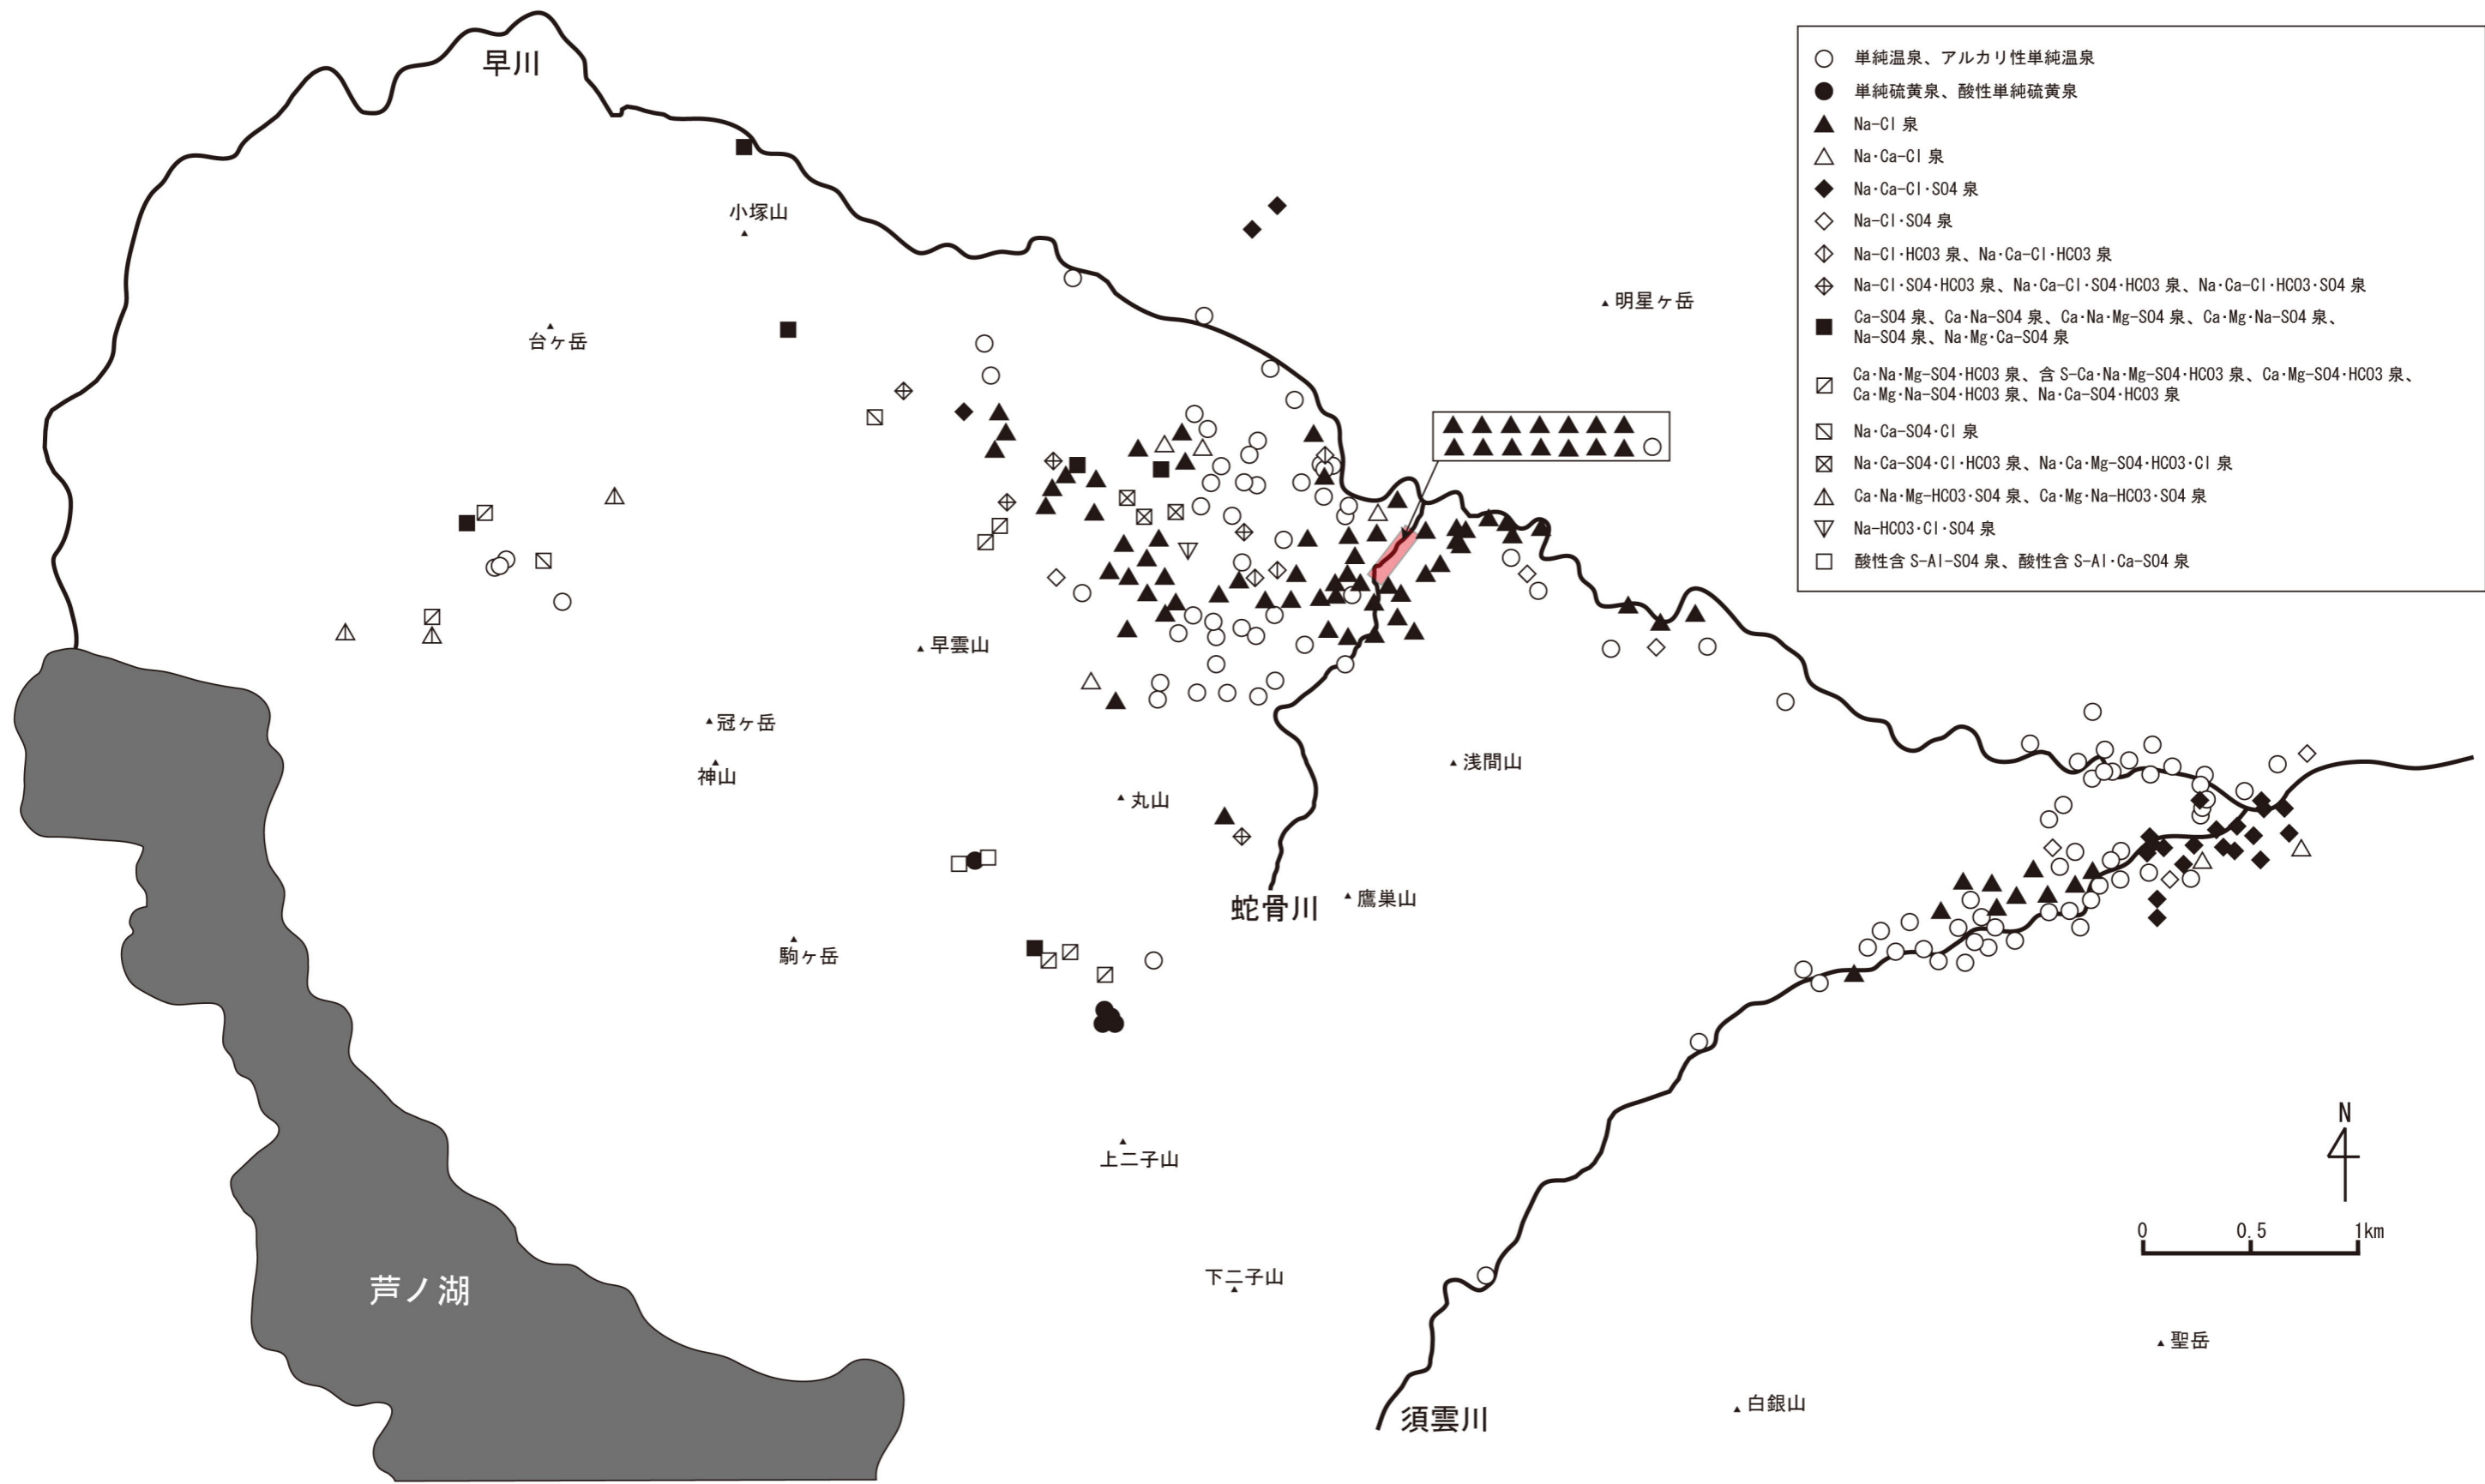 早川
小塚山
台ヶ岳
明星ヶ岳
早雲山
冠ヶ岳
神山
浅間山
丸山
蛇骨川
鷹巣山
駒ヶ岳
上二子山
下二子山
芦ノ湖
須雲川
聖岳
白銀山
単純温泉、アルカリ性単純温泉
単純硫黄泉、酸性単純硫黄泉
Na-Cl 泉
Na・Ca-Cl 泉
Na・Ca-Cl・SO4 泉
Na-Cl・SO4 泉
Na-Cl・HCO3 泉、Na・Ca-Cl・HCO3 泉
Na-Cl・SO4・HCO3 泉、Na・Ca-Cl・SO4・HCO3 泉、Na・Ca-Cl・HCO3・SO4 泉
Ca-SO4 泉、Ca・Na-SO4 泉、Ca・Na・Mg-SO4 泉、Ca・Mg・Na-SO4 泉、
Na-SO4 泉、Na・Mg・Ca-SO4 泉
Ca・Na・Mg-SO4・HCO3 泉、含 S-Ca・Na・Mg-SO4・HCO3 泉、Ca・Mg-SO4・HCO3 泉、
Ca・Mg・Na-SO4・HCO3 泉、Na・Ca-SO4・HCO3 泉
Na・Ca-SO4・Cl 泉
Na・Ca-SO4・Cl・HCO3 泉、Na・Ca・Mg-SO4・HCO3・Cl 泉
Ca・Na・Mg-HCO3・SO4 泉、Ca・Mg・Na-HCO3・SO4 泉
Na-HCO3・Cl・SO4 泉
酸性含 S-Al-SO4 泉、酸性含 S-Al・Ca-SO4 泉
N
0 0.5 1km